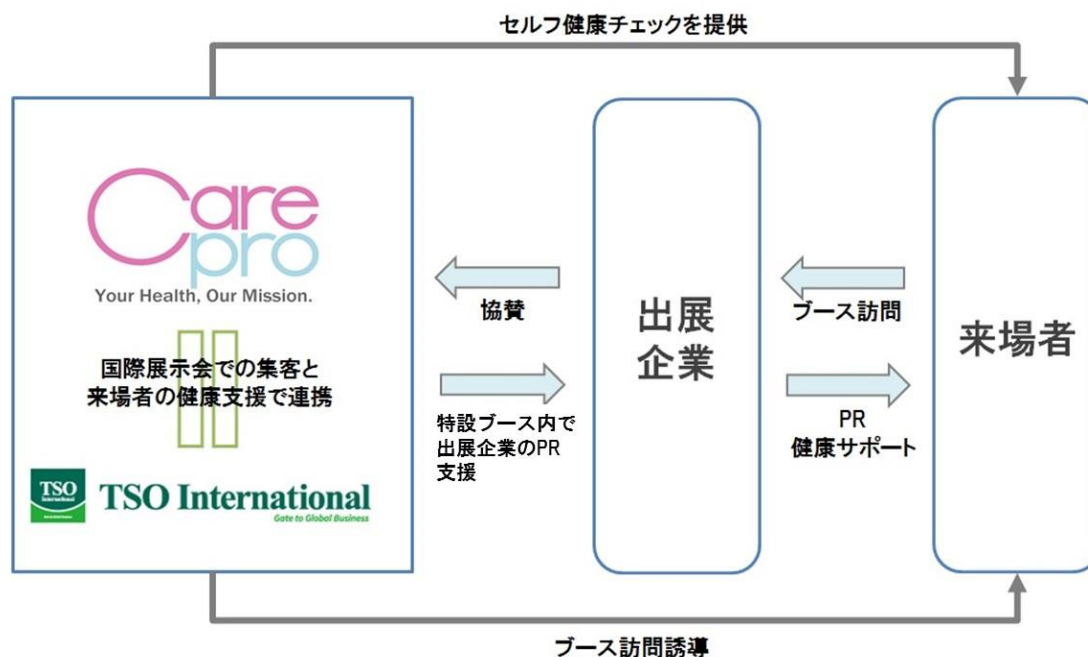 セルフ健康チェックを提供
Care
pro
Your Health, Our Mission.
国際展示会での集客と
来場者の健康支援で連携
TSO
International
TSO International
Gate to Global Business
協賛
特設ブース内で
出展企業のPR
支援
出展
企業
ブース訪問
PR
健康サポート
来場者
ブース訪問誘導